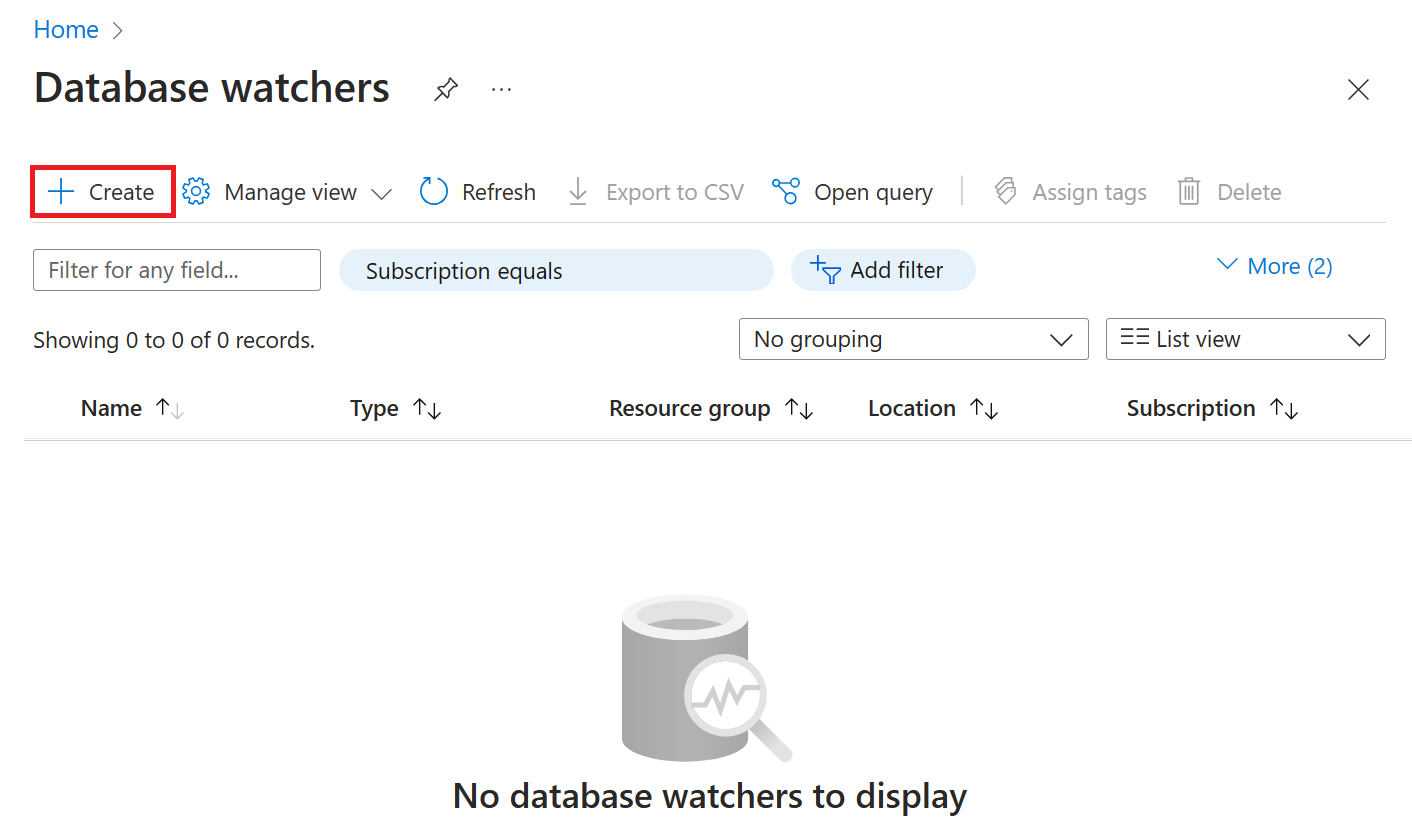 Home
Database watchers
Create Manage view Refresh Export to CSV Open query Assign tags Delete
Filter for any field... Subscription equals Add filter More (2)
Showing 0 to 0 of 0 records. No grouping List view
Name Type Resource group Location Subscription
No database watchers to display